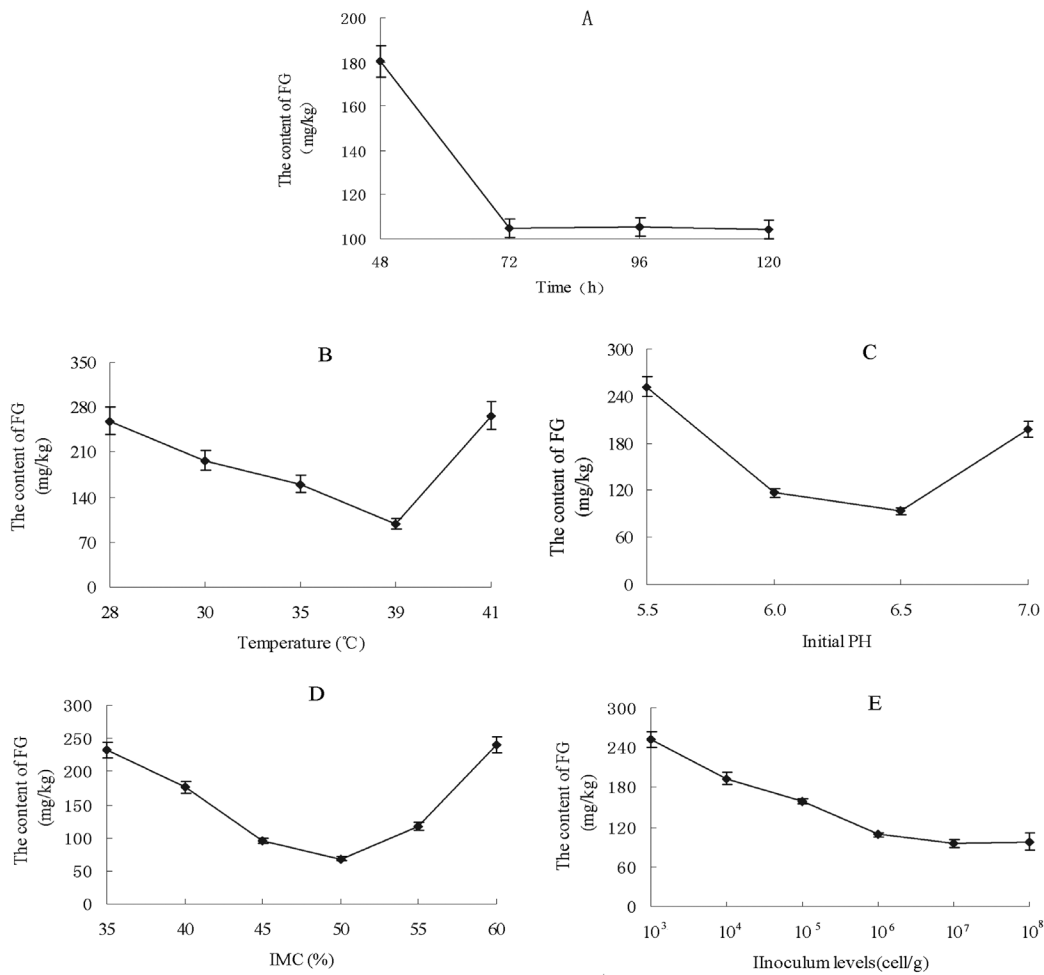 A
The content of FG
(mg/kg)
200
180
160
140
120
100
48 72 96 120
Time (h)
B
The content of FG
(mg/kg)
350
280
210
140
70
0
28 30 35 39 41
Temperature (℃)
C
The content of FG
(mg/kg)
300
240
180
120
60
0
5.5 6.0 6.5 7.0
Initial PH
D
The content of FG
(mg/kg)
300
250
200
150
100
50
0
35 40 45 50 55 60
IMC (%)
E
The content of FG
(mg/kg)
300
240
180
120
60
0
10³ 10⁴ 10⁵ 10⁶ 10⁷ 10⁸
IInoculum levels(cell/g)